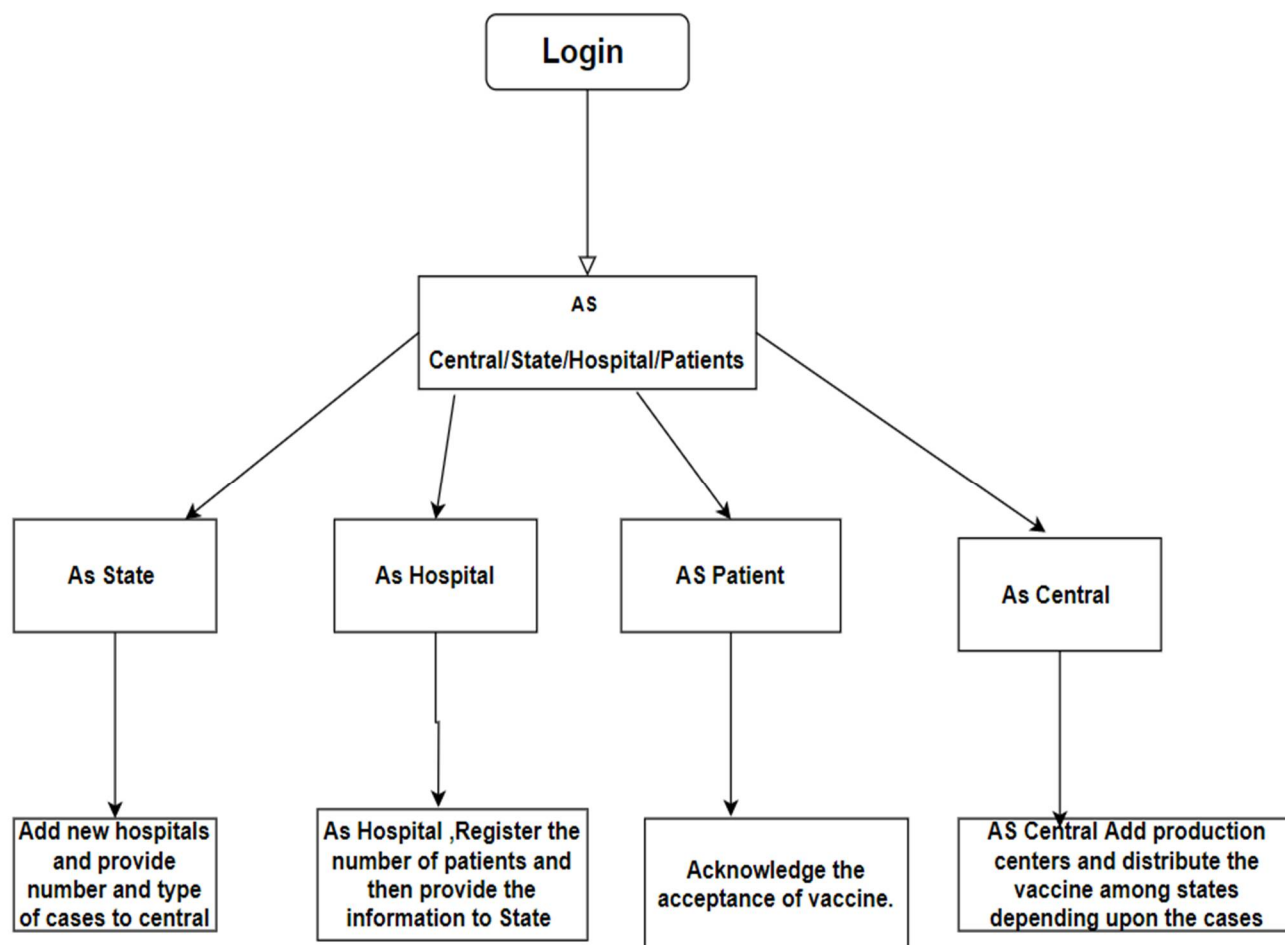 Login
AS
Central/State/Hospital/Patients
As State
As Hospital
AS Patient
As Central
Add new hospitals
and provide
number and type
of cases to central
As Hospital ,Register the
number of patients and
then provide the
information to State
Acknowledge the
acceptance of vaccine.
AS Central Add production
centers and distribute the
vaccine among states
depending upon the cases